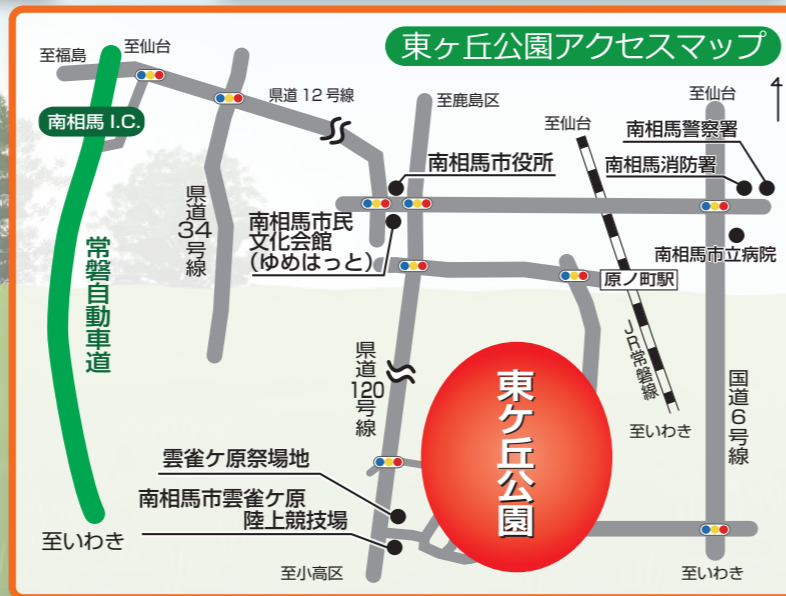 東ヶ丘公園アクセスマップ
至福島
至仙台
南相馬 I.C.
県道 12 号線
至鹿島区
至仙台
至仙台
南相馬警察署
南相馬消防署
南相馬市役所
県道34号線
南相馬市民
文化会館
(ゆめはっと)
南相馬市立病院
原ノ町駅
常磐自動車道
JR常磐線
県道120号線
東ケ丘公園
国道6号線
至いわき
雲雀ケ原祭場地
南相馬市雲雀ケ原
陸上競技場
至いわき
至小高区
至いわき